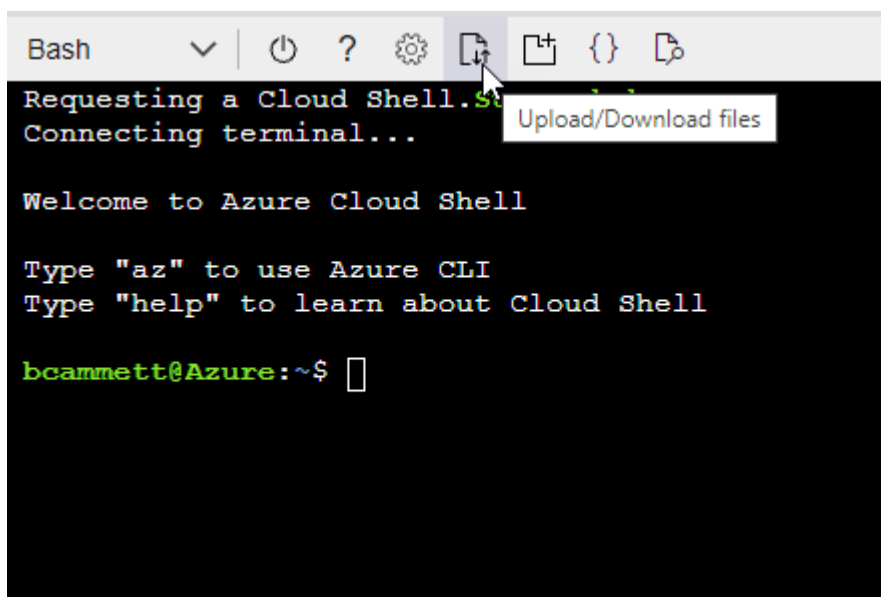 Bash
?
{}
Requesting a Cloud Shell.
Upload/Download files
Connecting terminal...
Welcome to Azure Cloud Shell
Type "az" to use Azure CLI
Type "help" to learn about Cloud Shell
bcammett@Azure:~$